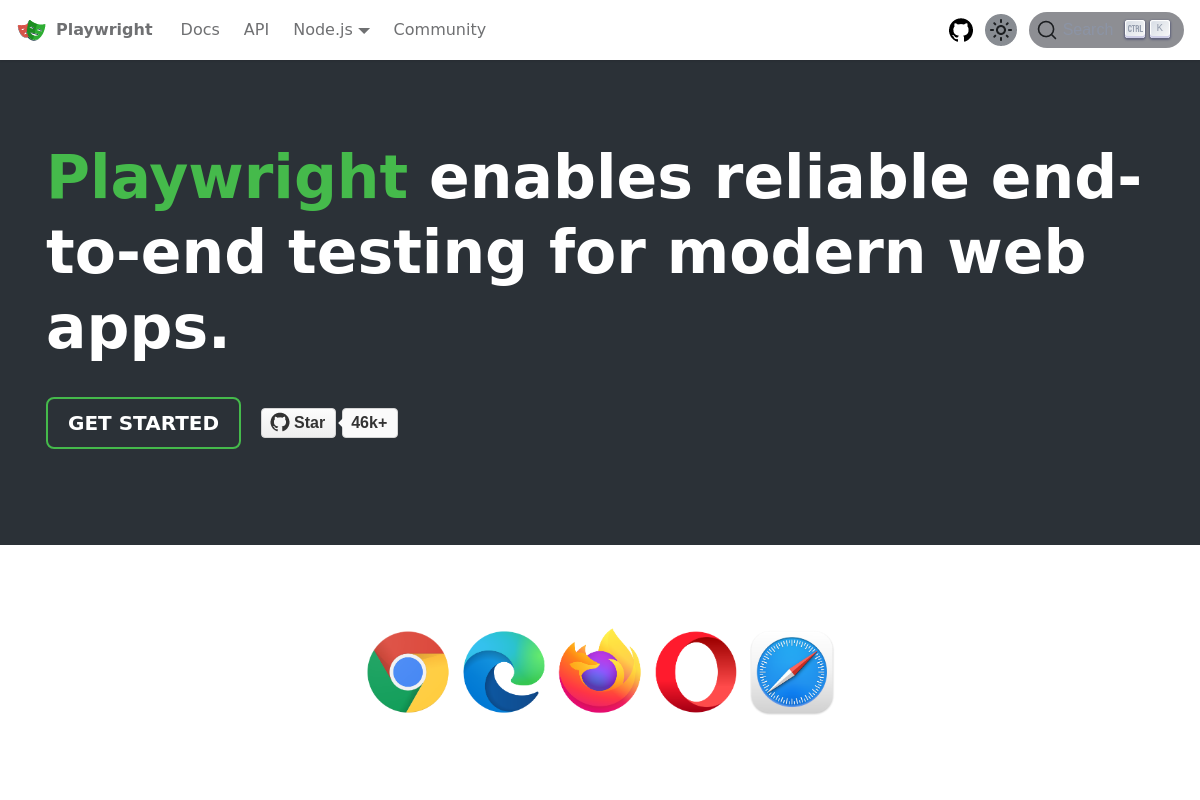 Playwright Docs API Node.js Community Search CTRL K
Playwright enables reliable end-
to-end testing for modern web
apps.
GET STARTED Star 46k+